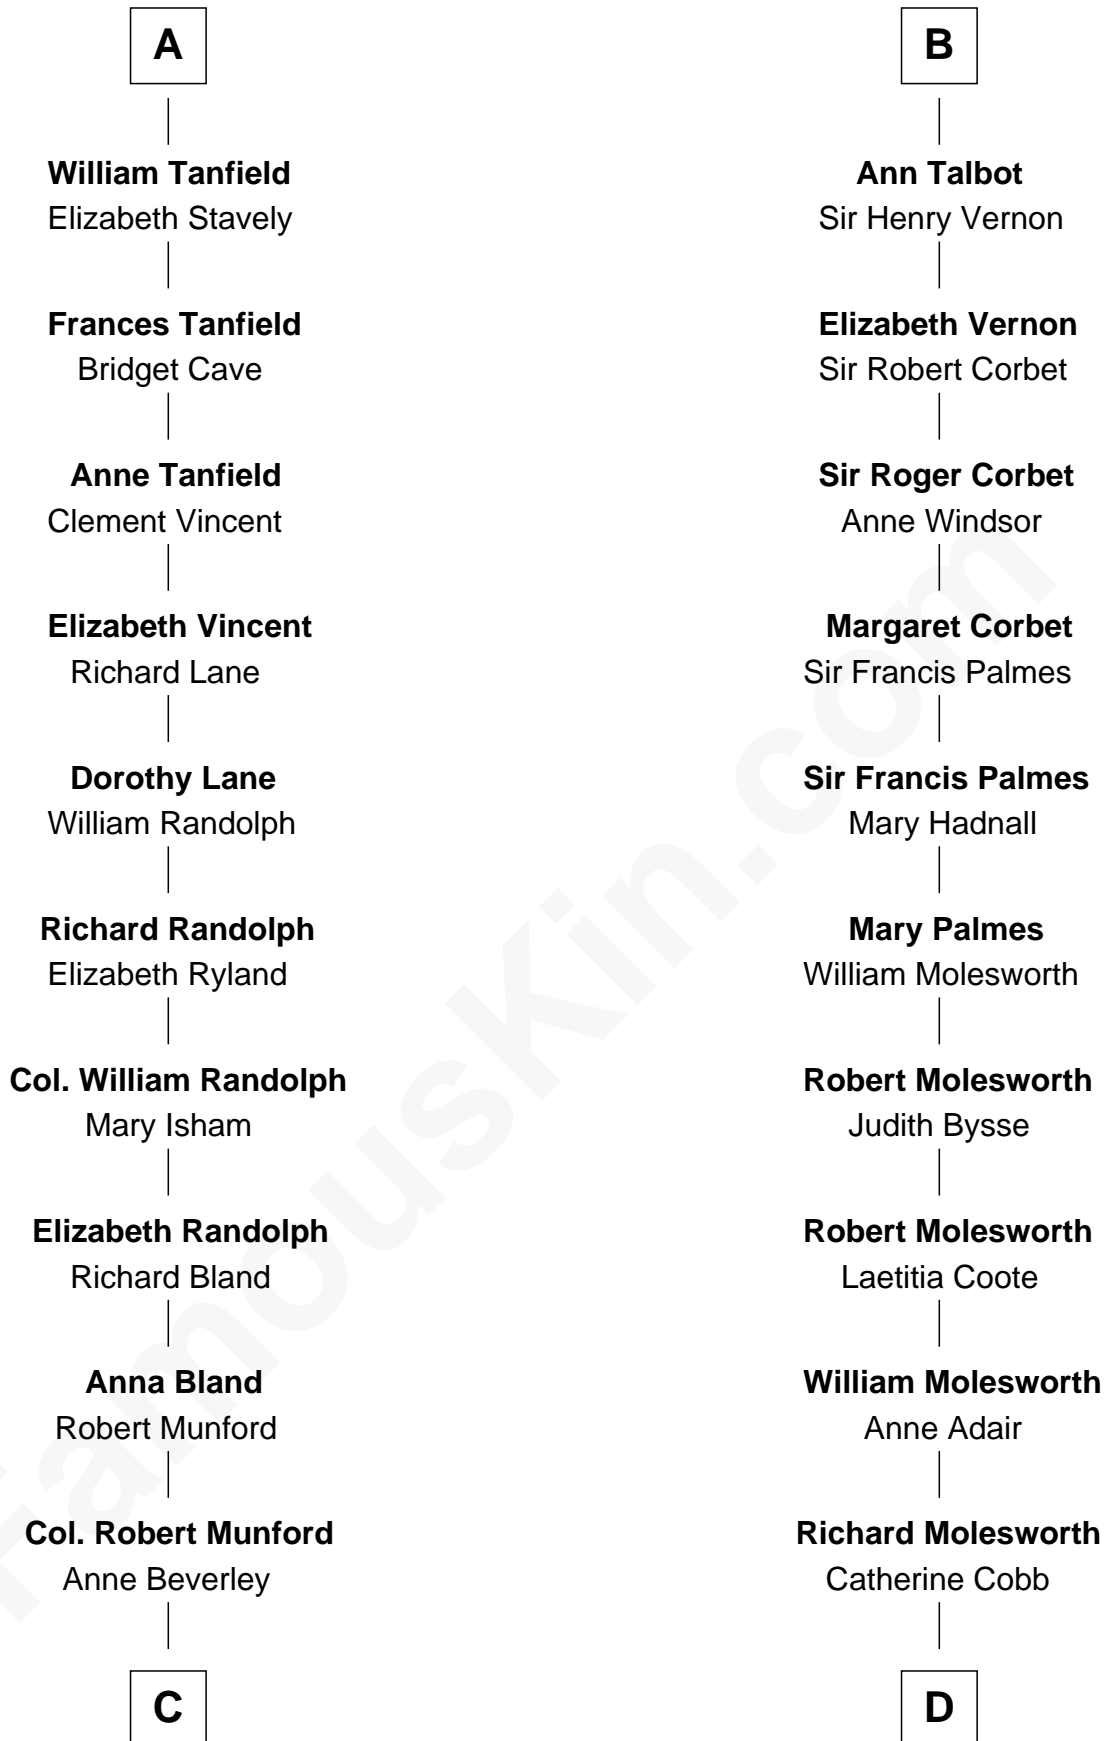 A
William Tanfield
Elizabeth Stavely
Frances Tanfield
Bridget Cave
Anne Tanfield
Clement Vincent
Elizabeth Vincent
Richard Lane
Dorothy Lane
William Randolph
Richard Randolph
Elizabeth Ryland
Col. William Randolph
Mary Isham
Elizabeth Randolph
Richard Bland
Anna Bland
Robert Munford
Col. Robert Munford
Anne Beverley
C
B
Ann Talbot
Sir Henry Vernon
Elizabeth Vernon
Sir Robert Corbet
Sir Roger Corbet
Anne Windsor
Margaret Corbet
Sir Francis Palmes
Sir Francis Palmes
Mary Hadnall
Mary Palmes
William Molesworth
Robert Molesworth
Judith Bysse
Robert Molesworth
Laetitia Coote
William Molesworth
Anne Adair
Richard Molesworth
Catherine Cobb
D
FamousKin.com